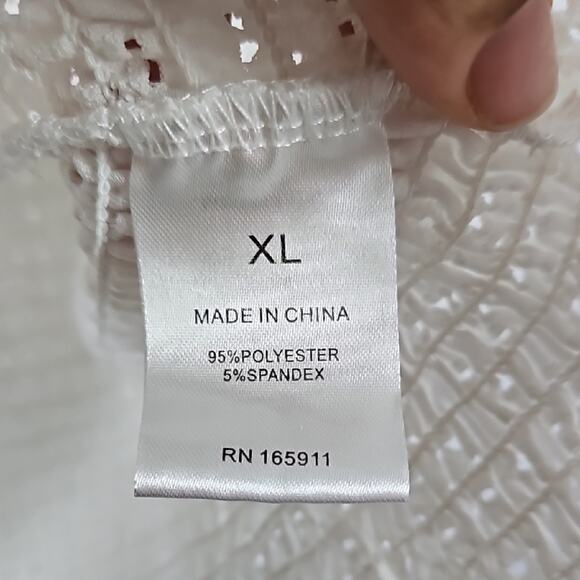 XL
MADE IN CHINA
95%POLYESTER
5%SPANDEX
RN 165911